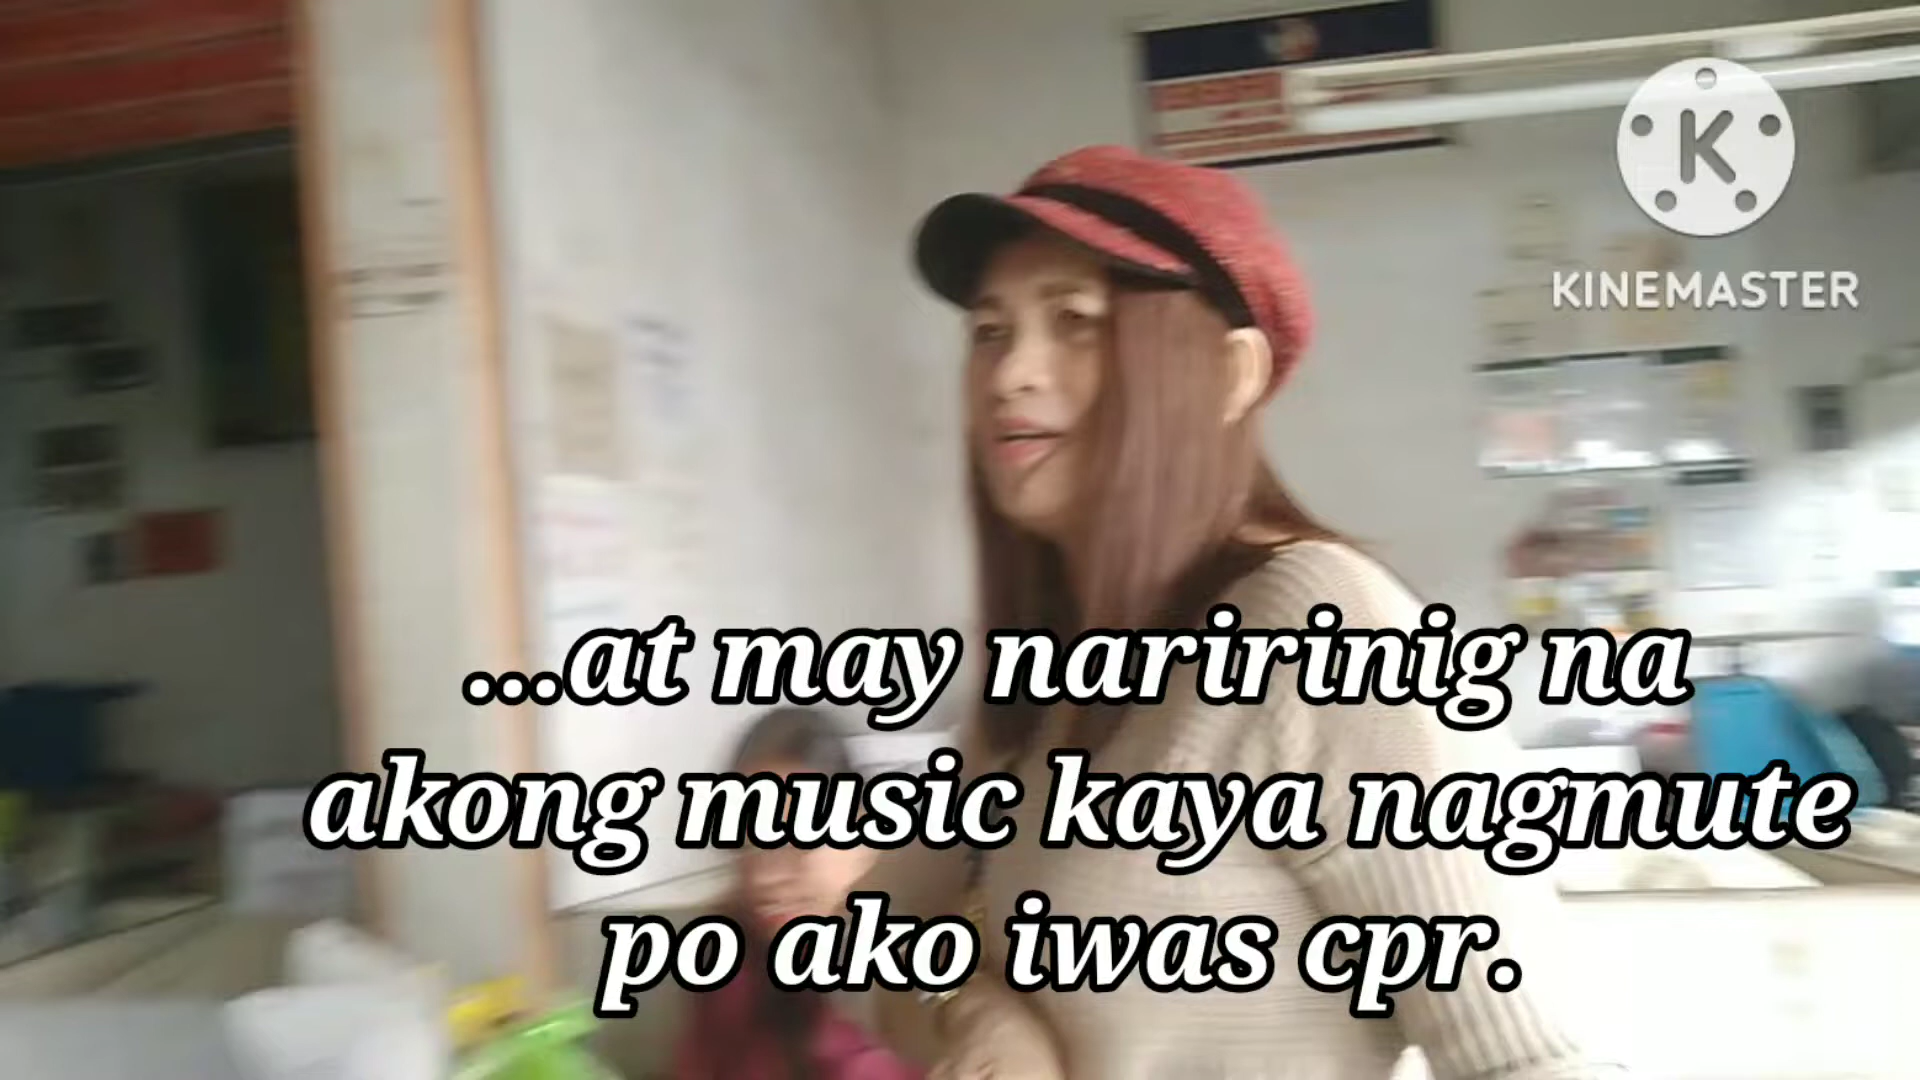 K
KINEMASTER
...at may naririnig na
akong music kaya nagmute
po ako iwas cpr.